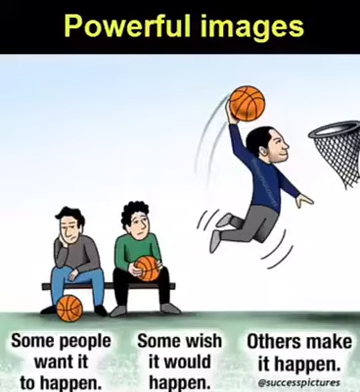 Powerful images
Some people
want it
to happen.
Some wish
it would
happen.
Others make
it happen.
@successpictures